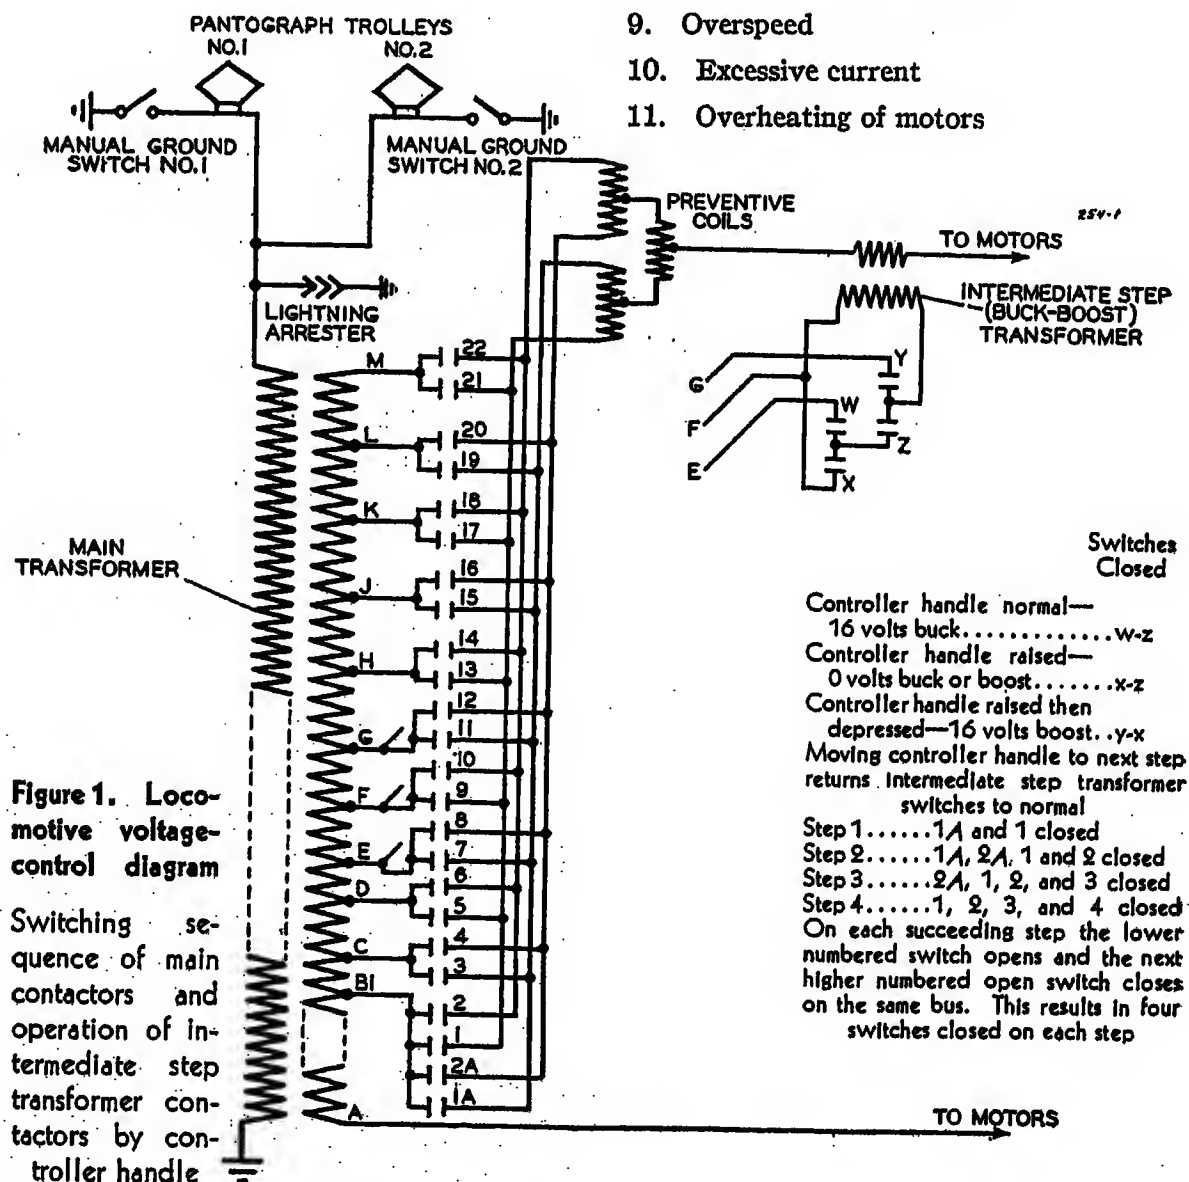 9. Overspeed
10. Excessive current
11. Overheating of motors
PANTOGRAPH TROLLEYS
NO.1
NO.2
MANUAL GROUND
SWITCH NO.1
MANUAL GROUND
SWITCH NO.2
PREVENTIVE
COILS
254-1
TO MOTORS
INTERMEDIATE STEP
(BUCK-BOOST)
TRANSFORMER
LIGHTNING
ARRESTER
MAIN
TRANSFORMER
M
22
21
L
20
19
K
18
17
J
16
15
H
14
13
G
12
11
F
10
9
E
8
7
D
6
5
C
4
3
B1
2
1
2A
1A
A
TO MOTORS
G
F
E
Y
W
Z
X
Switches
Closed
Controller handle normal—
16 volts buck.............w-z
Controller handle raised—
0 volts buck or boost.......x-z
Controller handle raised then
depressed—16 volts boost..y-x
Moving controller handle to next step
returns intermediate step transformer
switches to normal
Step 1......1A and 1 closed
Step 2......1A, 2A, 1 and 2 closed
Step 3......2A, 1, 2, and 3 closed
Step 4......1, 2, 3, and 4 closed
On each succeeding step the lower
numbered switch opens and the next
higher numbered open switch closes
on the same bus. This results in four
switches closed on each step
Figure 1. Loco-
motive voltage-
control diagram
Switching se-
quence of main
contactors and
operation of in-
termediate step
transformer con-
tactors by con-
troller handle